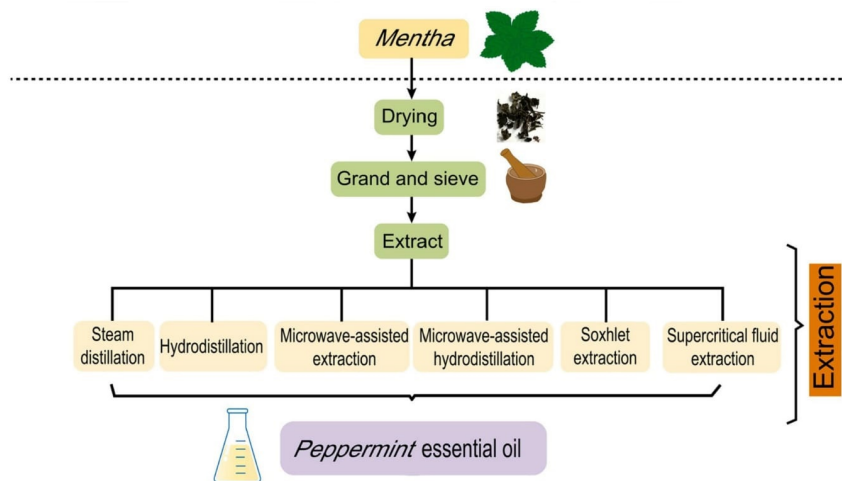 Mentha
Drying
Grand and sieve
Extract
Steam
distillation
Hydrodistillation
Microwave-assisted
extraction
Microwave-assisted
hydrodistillation
Soxhlet
extraction
Supercritical fluid
extraction
Extraction
Peppermint essential oil